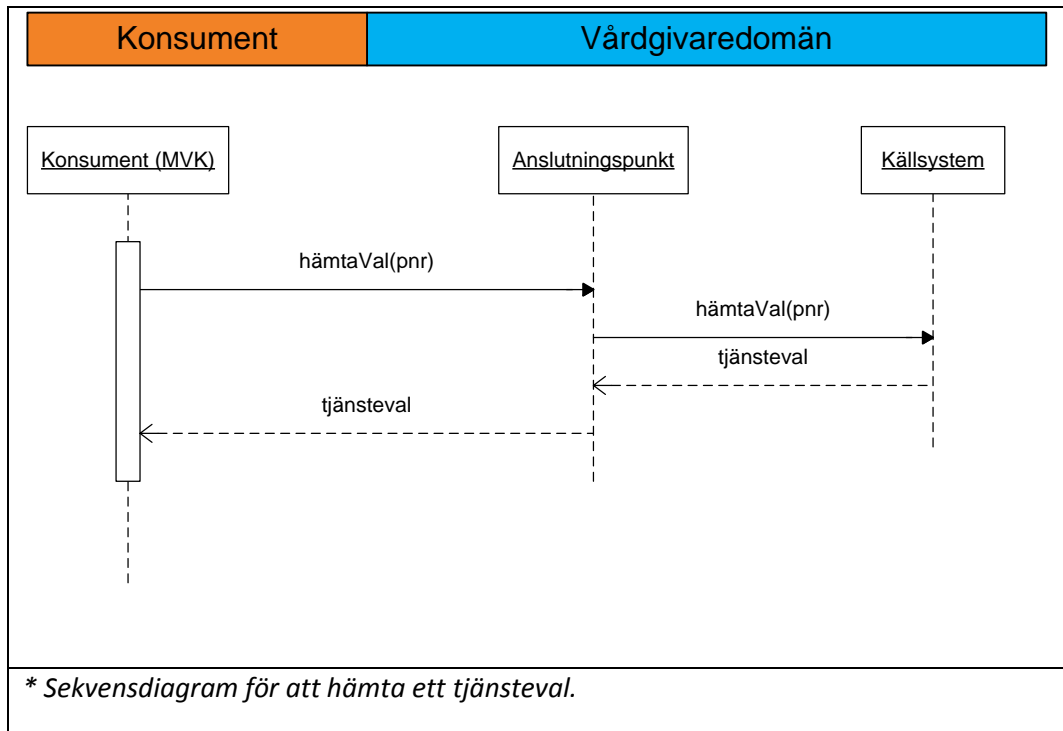 Konsument
Vårdgivaredomän
Konsument (MVK)
Anslutningspunkt
Källsystem
hämtaVal(pnr)
hämtaVal(pnr)
tjänsteval
tjänsteval
* Sekvensdiagram för att hämta ett tjänsteval.